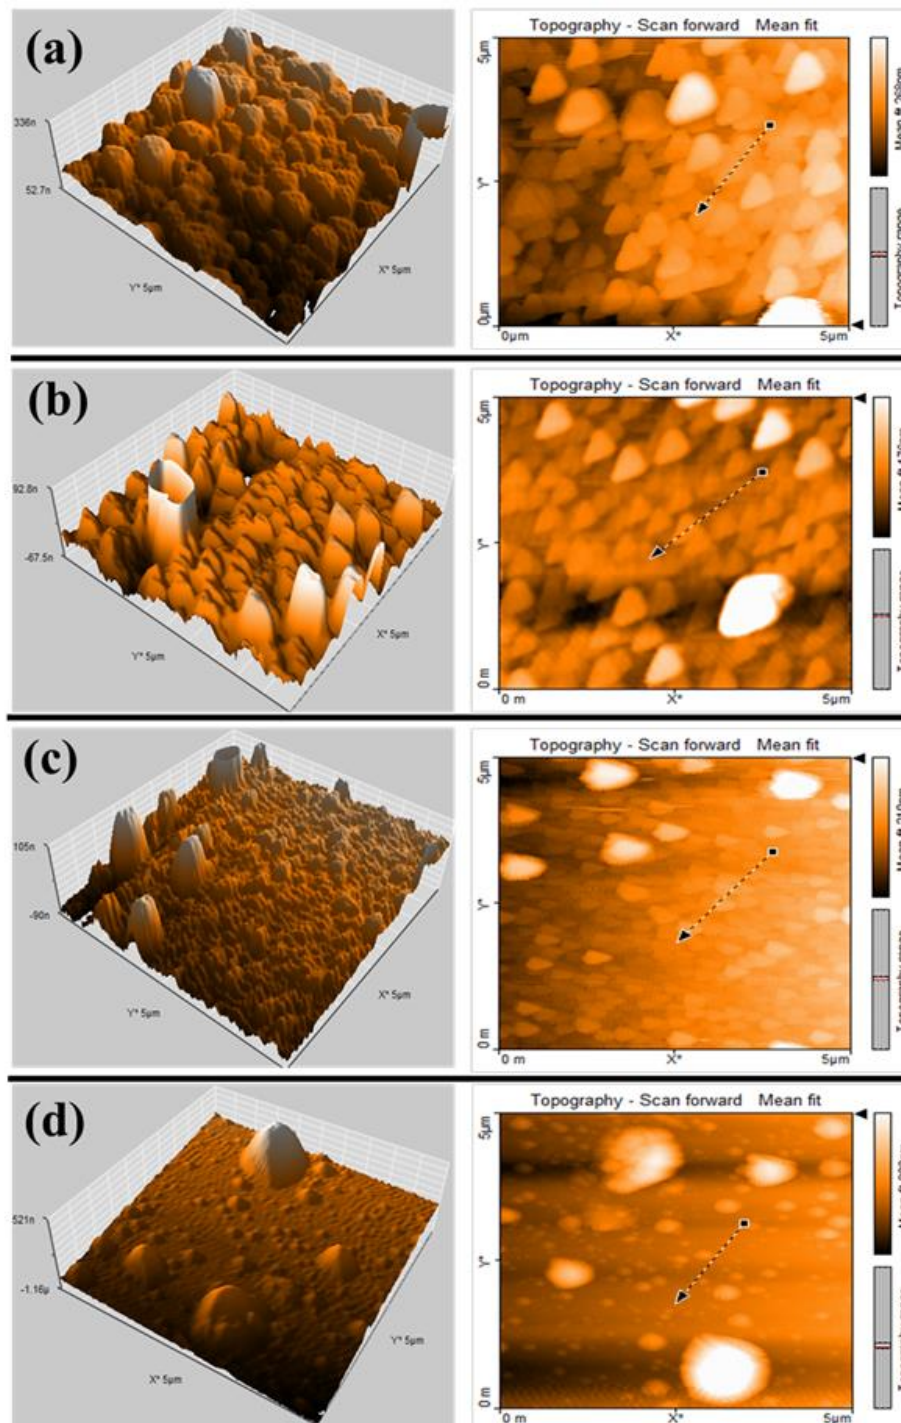 (a)
336n
52.7n
Y* 5µm
X* 5µm
Topography - Scan forward Mean fit
5µm
Y*
0µm
0µm
X*
5µm
Topography range
(b)
92.8n
-67.5n
Y* 5µm
X* 5µm
Topography - Scan forward Mean fit
5µm
Y*
0 m
0 m
X*
5µm
(c)
105n
-90n
Y* 5µm
X* 5µm
Topography - Scan forward Mean fit
5µm
Y*
0 m
0 m
X*
5µm
(d)
521n
-1.16µ
X* 5µm
Y* 5µm
Topography - Scan forward Mean fit
5µm
Y*
0 m
0 m
X*
5µm